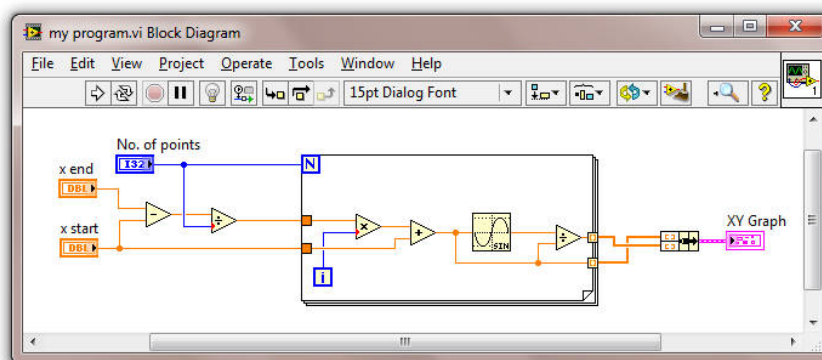 my program.vi Block Diagram
File Edit View Project Operate Tools Window Help
15pt Dialog Font
1
No. of points
I32
N
x end
DBL
x start
DBL
i
SIN
XY Graph